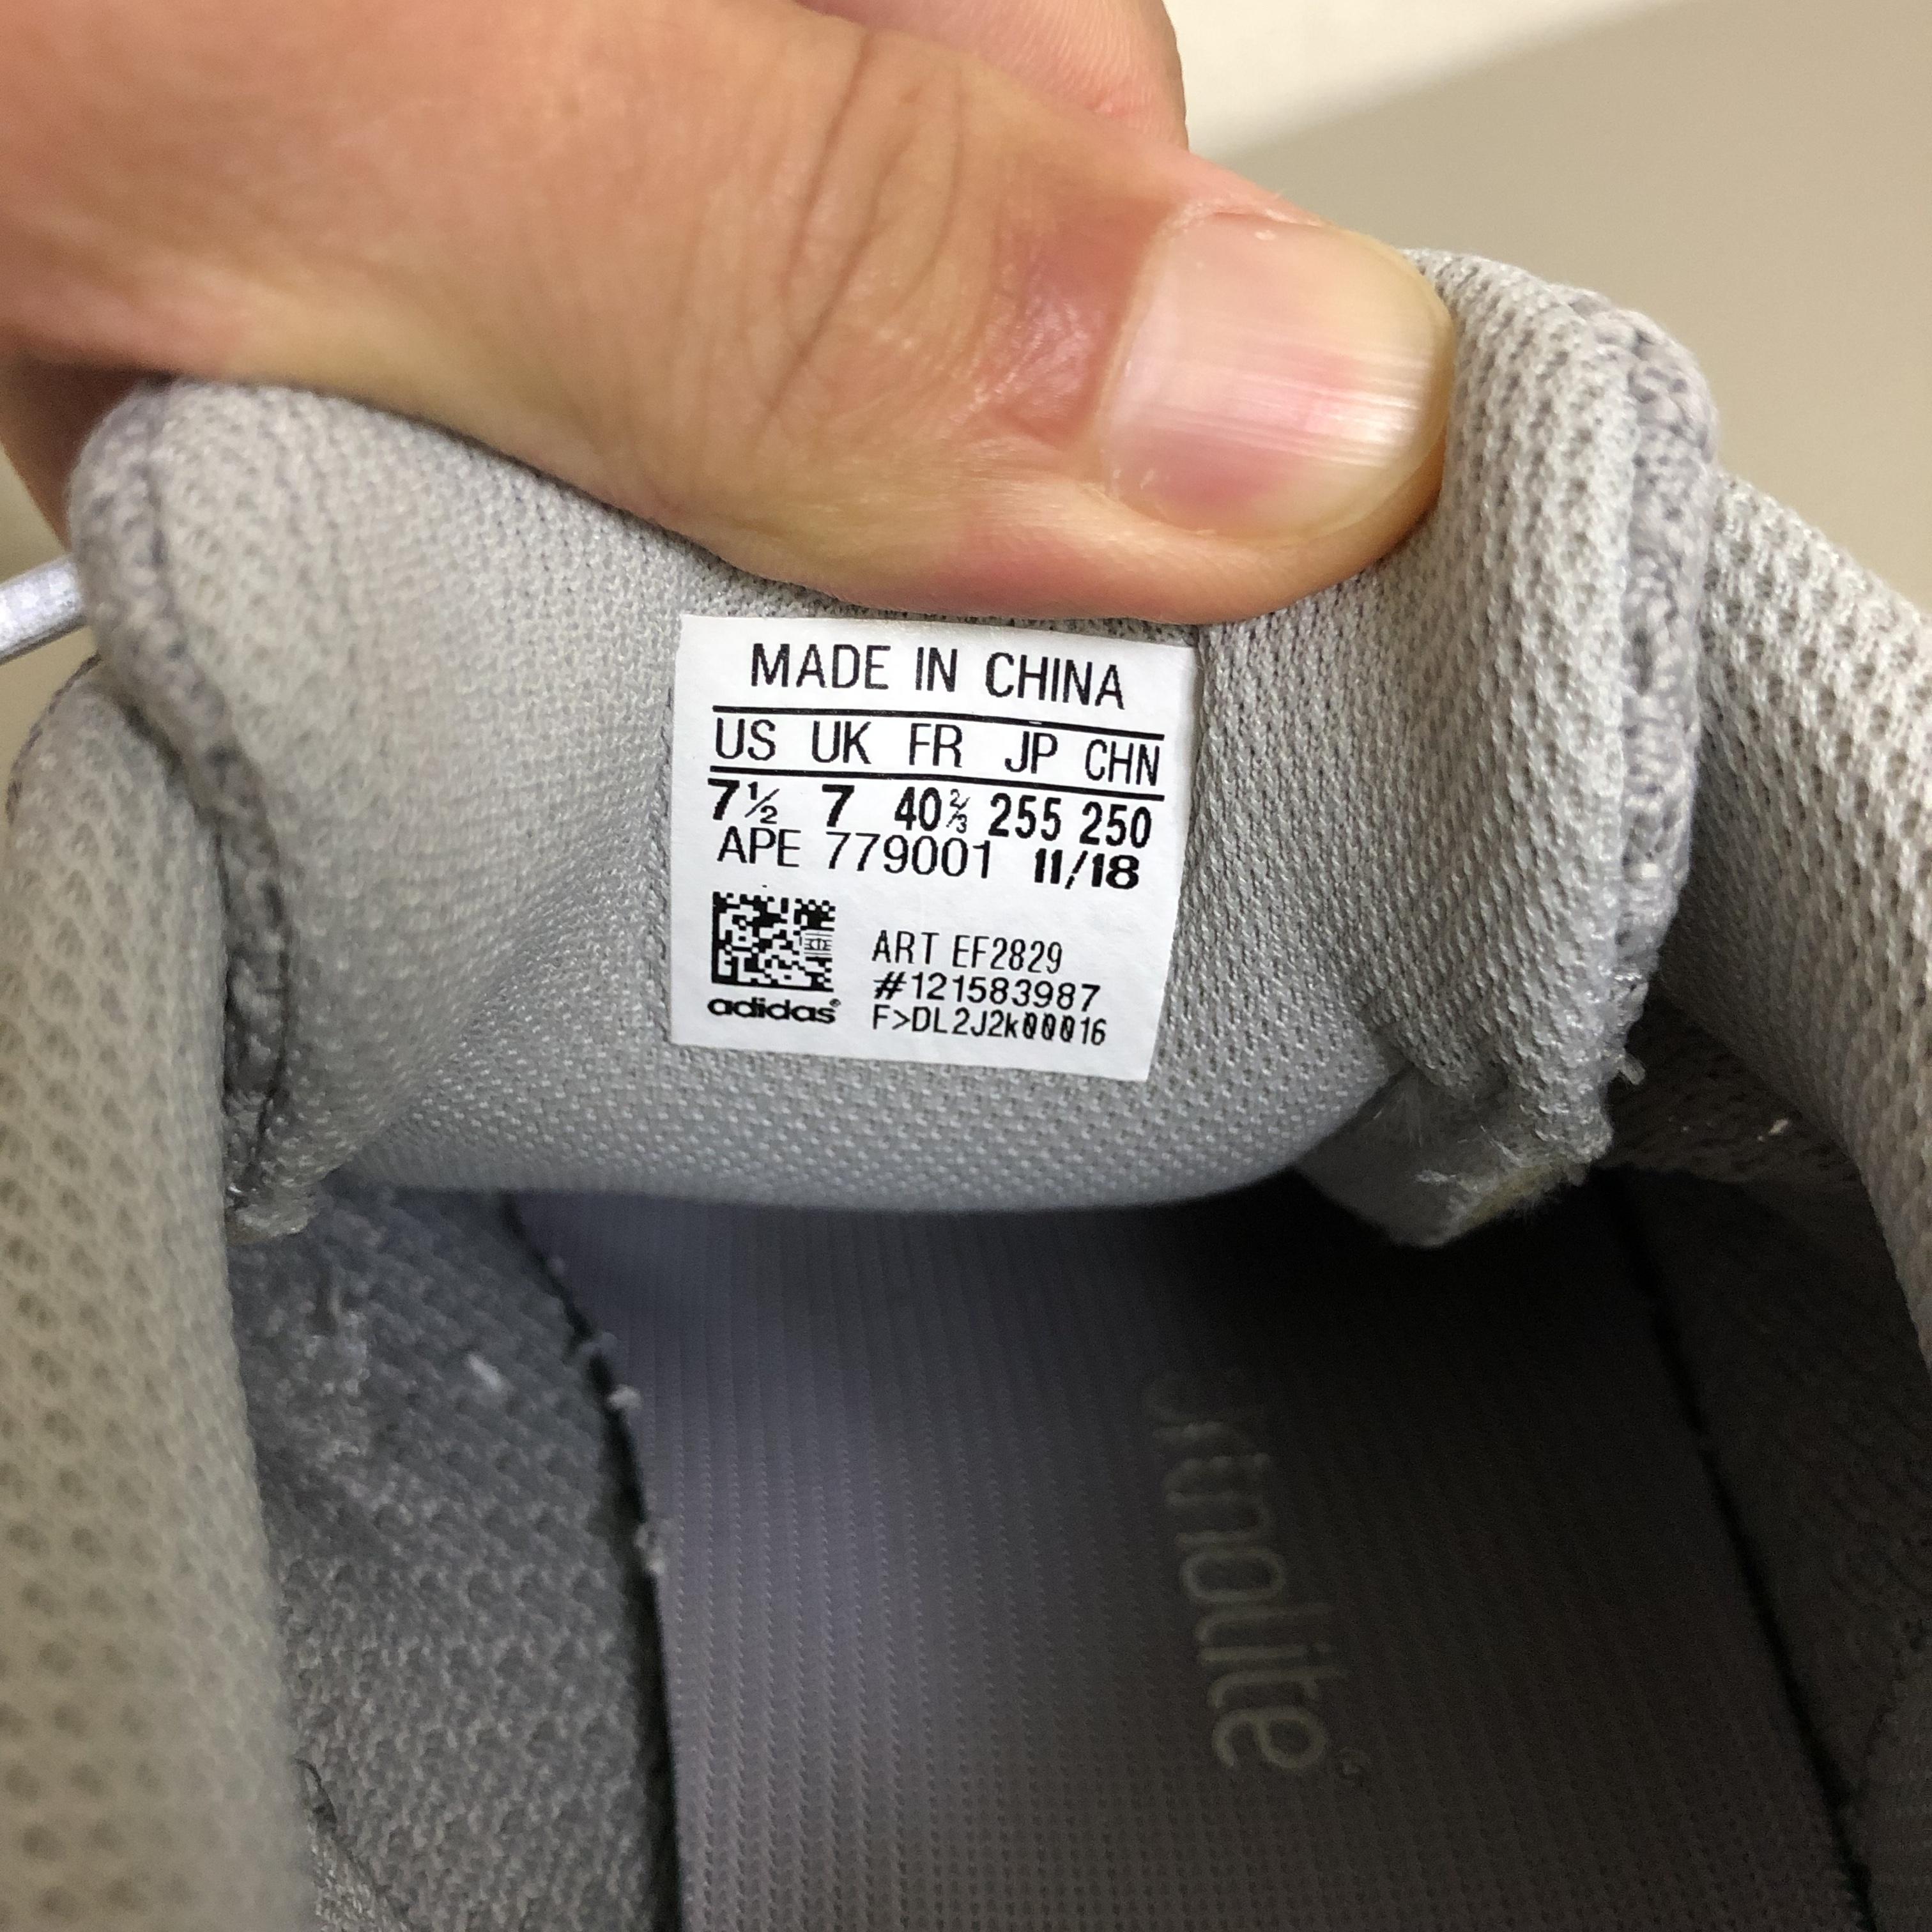 MADE IN CHINA
US UK FR JP CHN
7½ 7 40⅔ 255 250
APE 779001 11/18
ART EF2829
#121583987
adidas®
F>DL2J2k00016